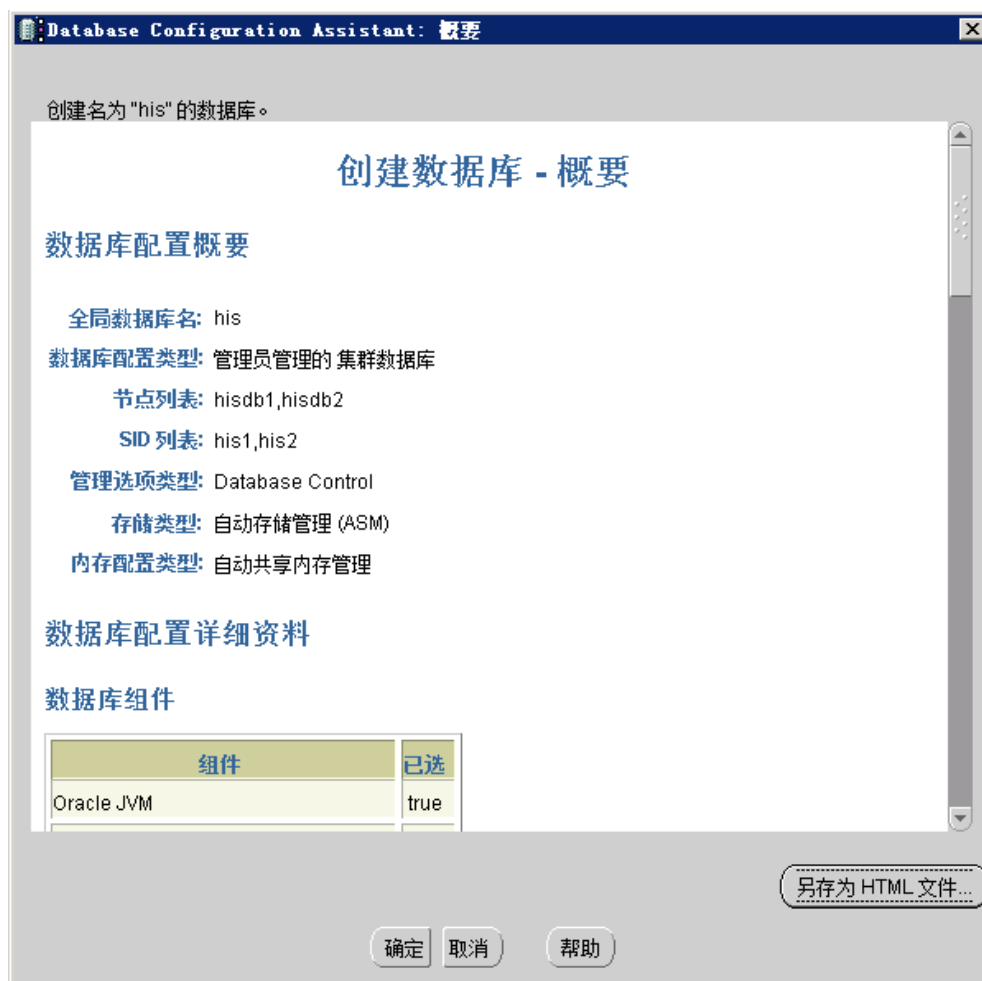 Database Configuration Assistant: 概要
创建名为 "his" 的数据库。
创建数据库 - 概要
数据库配置概要
全局数据库名: his
数据库配置类型: 管理员管理的 集群数据库
节点列表: hisdb1,hisdb2
SID 列表: his1,his2
管理选项类型: Database Control
存储类型: 自动存储管理 (ASM)
内存配置类型: 自动共享内存管理
数据库配置详细资料
数据库组件
组件 已选
Oracle JVM true
另存为 HTML 文件...
确定 取消 帮助